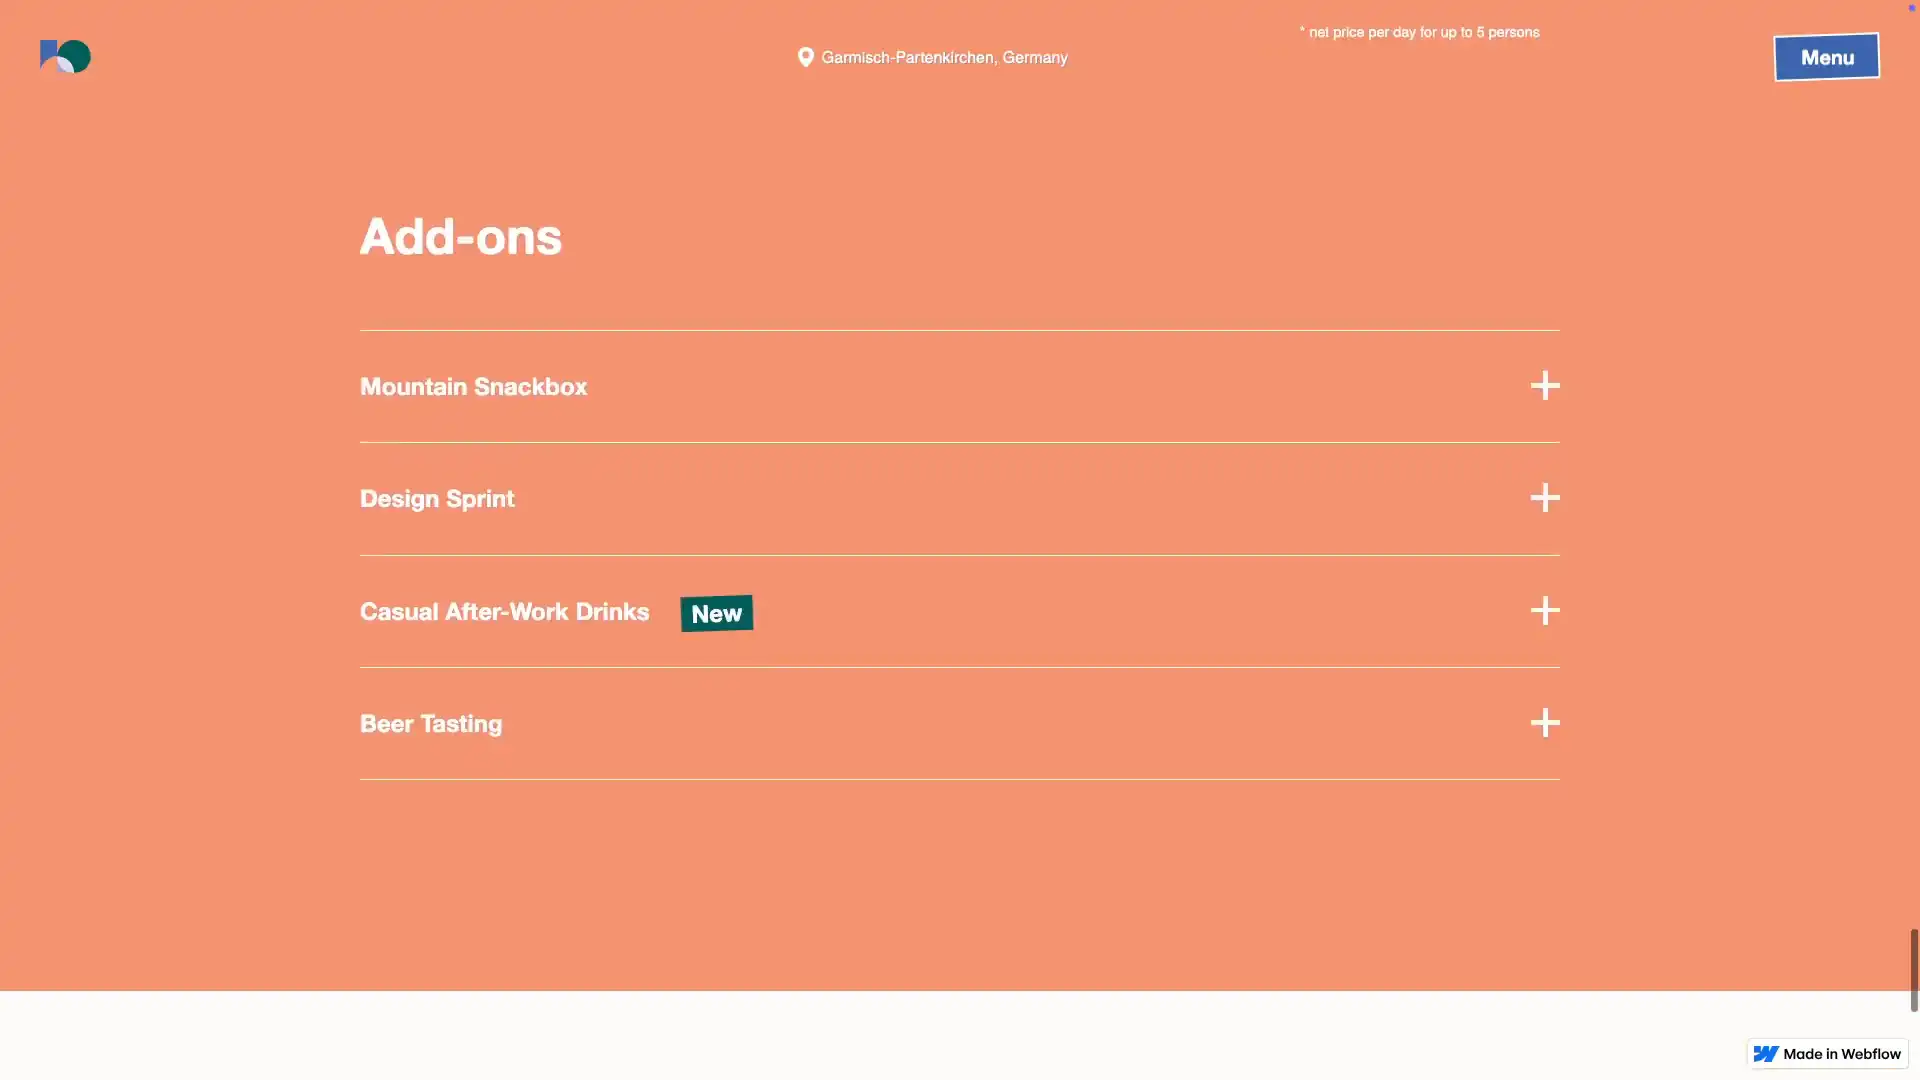 * net price per day for up to 5 persons
Garmisch-Partenkirchen, Germany
Menu
Add-ons
Mountain Snackbox
Design Sprint
Casual After-Work Drinks New
Beer Tasting
Made in Webflow